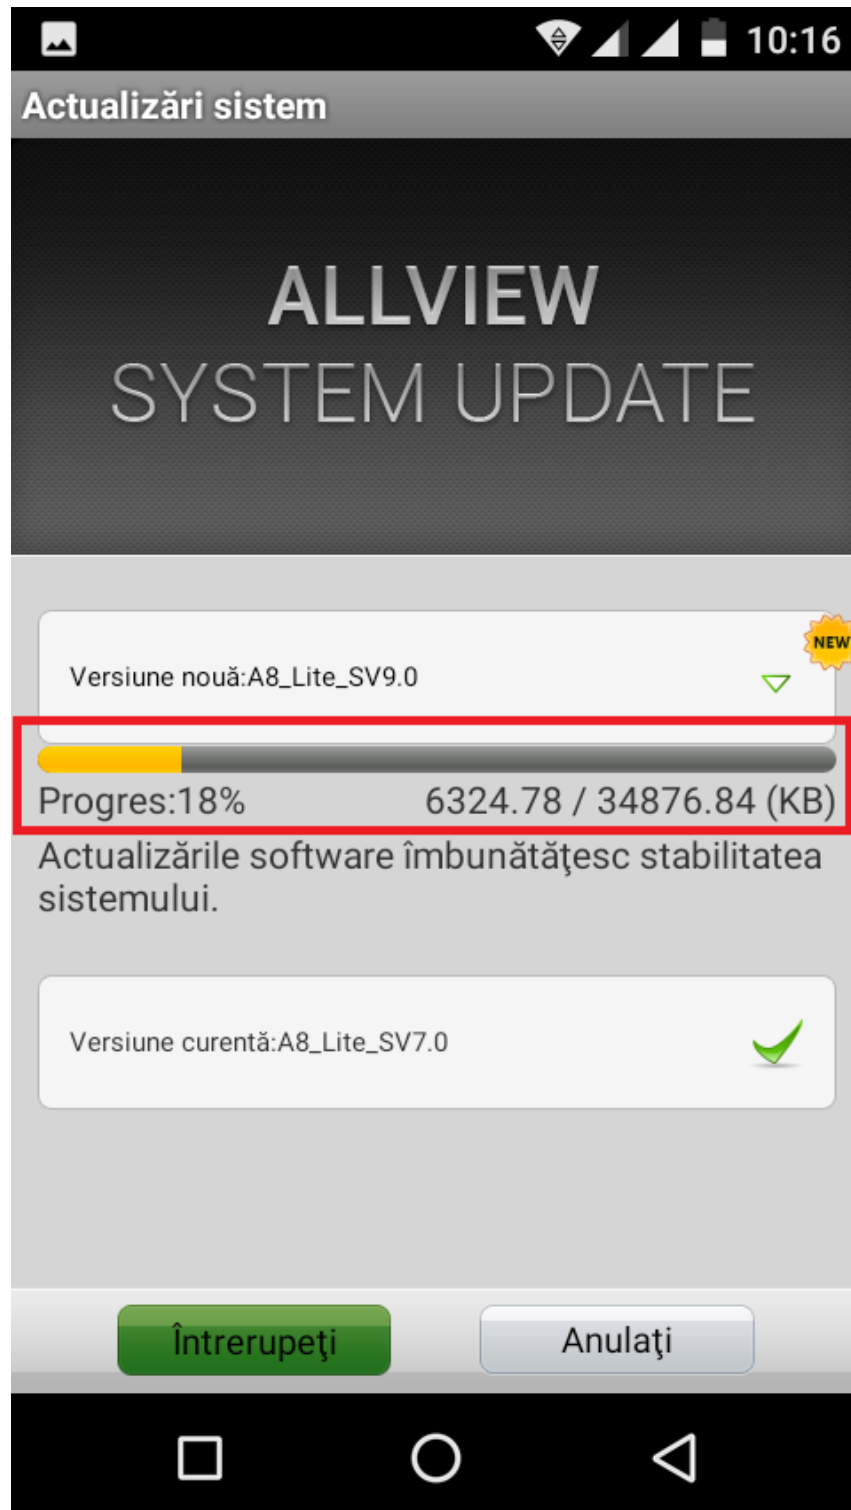 10:16
Actualizări sistem
ALLVIEW
SYSTEM UPDATE
NEW
Versiune nouă:A8_Lite_SV9.0
Progres:18% 6324.78 / 34876.84 (KB)
Actualizările software îmbunătăţesc stabilitatea
sistemului.
Versiune curentă:A8_Lite_SV7.0
Întrerupeţi Anulaţi